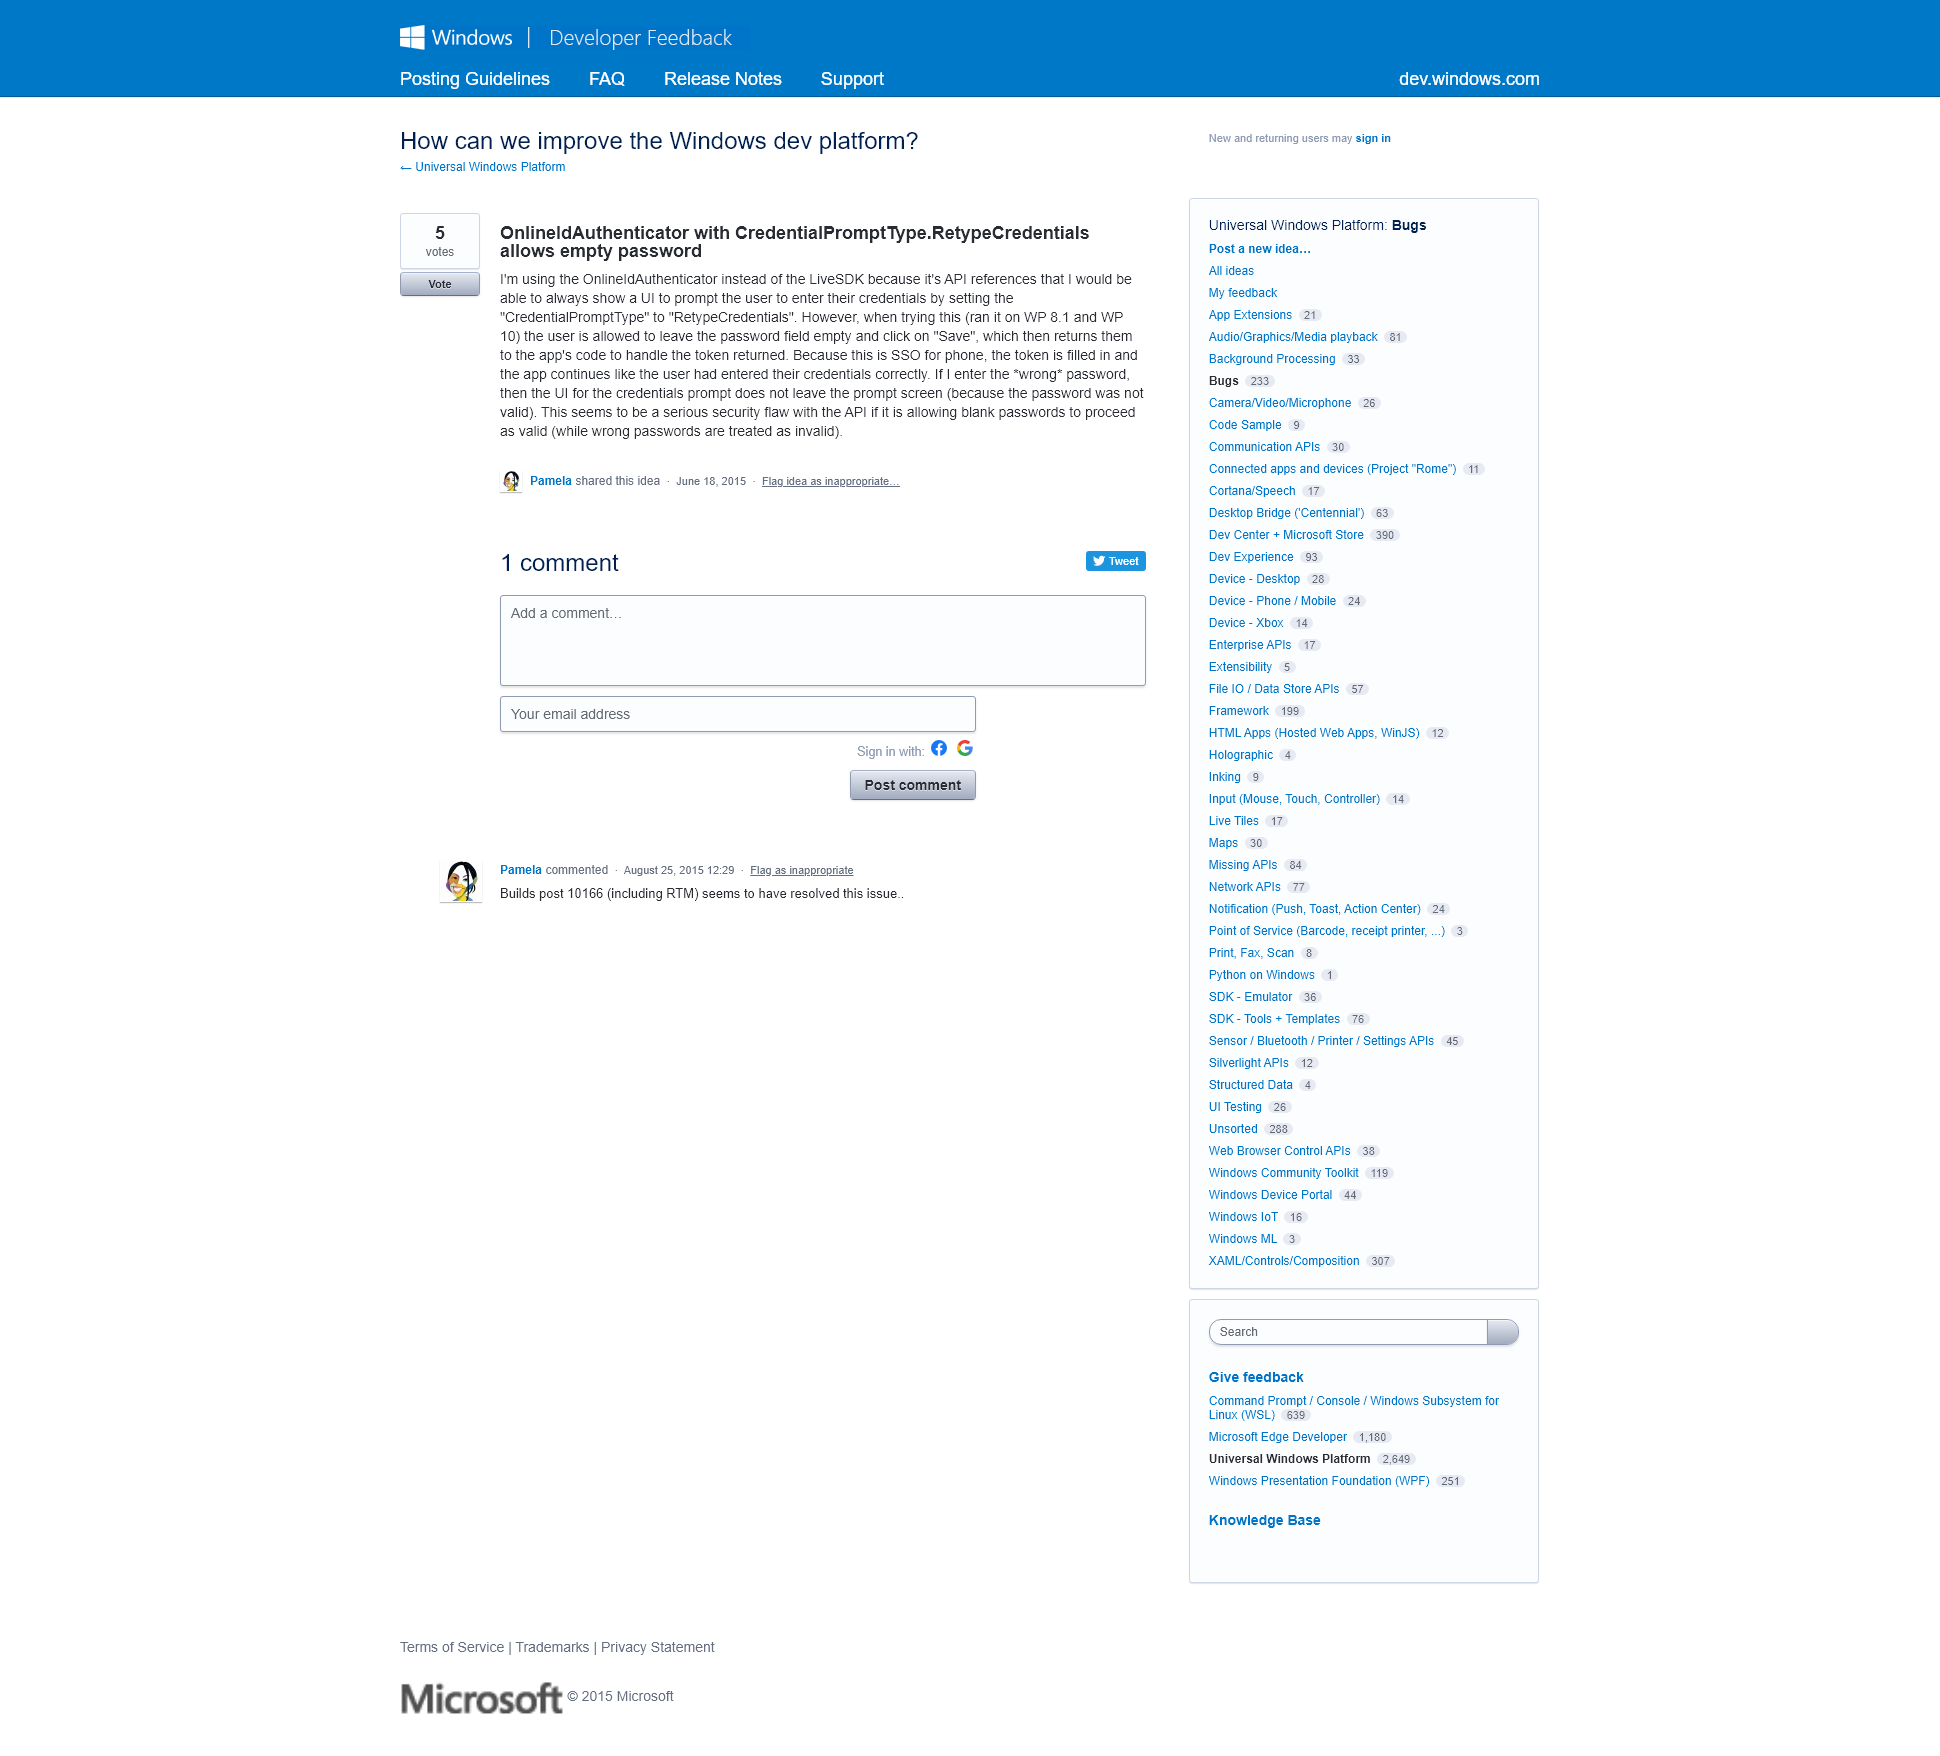 Windows | Developer Feedback
Posting Guidelines FAQ Release Notes Support dev.windows.com
How can we improve the Windows dev platform?
← Universal Windows Platform
New and returning users may sign in
5
votes
Vote
OnlineIdAuthenticator with CredentialPromptType.RetypeCredentials
allows empty password
I'm using the OnlineIdAuthenticator instead of the LiveSDK because it's API references that I would be
able to always show a UI to prompt the user to enter their credentials by setting the
"CredentialPromptType" to "RetypeCredentials". However, when trying this (ran it on WP 8.1 and WP
10) the user is allowed to leave the password field empty and click on "Save", which then returns them
to the app's code to handle the token returned. Because this is SSO for phone, the token is filled in and
the app continues like the user had entered their credentials correctly. If I enter the *wrong* password,
then the UI for the credentials prompt does not leave the prompt screen (because the password was not
valid). This seems to be a serious security flaw with the API if it is allowing blank passwords to proceed
as valid (while wrong passwords are treated as invalid).
Pamela shared this idea · June 18, 2015 · Flag idea as inappropriate…
1 comment
Tweet
Add a comment…
Your email address
Sign in with:
Post comment
Pamela commented · August 25, 2015 12:29 · Flag as inappropriate
Builds post 10166 (including RTM) seems to have resolved this issue..
Universal Windows Platform: Bugs
Post a new idea…
All ideas
My feedback
App Extensions 21
Audio/Graphics/Media playback 81
Background Processing 33
Bugs 233
Camera/Video/Microphone 26
Code Sample 9
Communication APIs 30
Connected apps and devices (Project "Rome") 11
Cortana/Speech 17
Desktop Bridge ('Centennial') 63
Dev Center + Microsoft Store 390
Dev Experience 93
Device - Desktop 28
Device - Phone / Mobile 24
Device - Xbox 14
Enterprise APIs 17
Extensibility 5
File IO / Data Store APIs 57
Framework 199
HTML Apps (Hosted Web Apps, WinJS) 12
Holographic 4
Inking 9
Input (Mouse, Touch, Controller) 14
Live Tiles 17
Maps 30
Missing APIs 84
Network APIs 77
Notification (Push, Toast, Action Center) 24
Point of Service (Barcode, receipt printer, ...) 3
Print, Fax, Scan 8
Python on Windows 1
SDK - Emulator 36
SDK - Tools + Templates 76
Sensor / Bluetooth / Printer / Settings APIs 45
Silverlight APIs 12
Structured Data 4
UI Testing 26
Unsorted 288
Web Browser Control APIs 38
Windows Community Toolkit 119
Windows Device Portal 44
Windows IoT 16
Windows ML 3
XAML/Controls/Composition 307
Search
Give feedback
Command Prompt / Console / Windows Subsystem for
Linux (WSL) 639
Microsoft Edge Developer 1,180
Universal Windows Platform 2,649
Windows Presentation Foundation (WPF) 251
Knowledge Base
Terms of Service | Trademarks | Privacy Statement
Microsoft © 2015 Microsoft